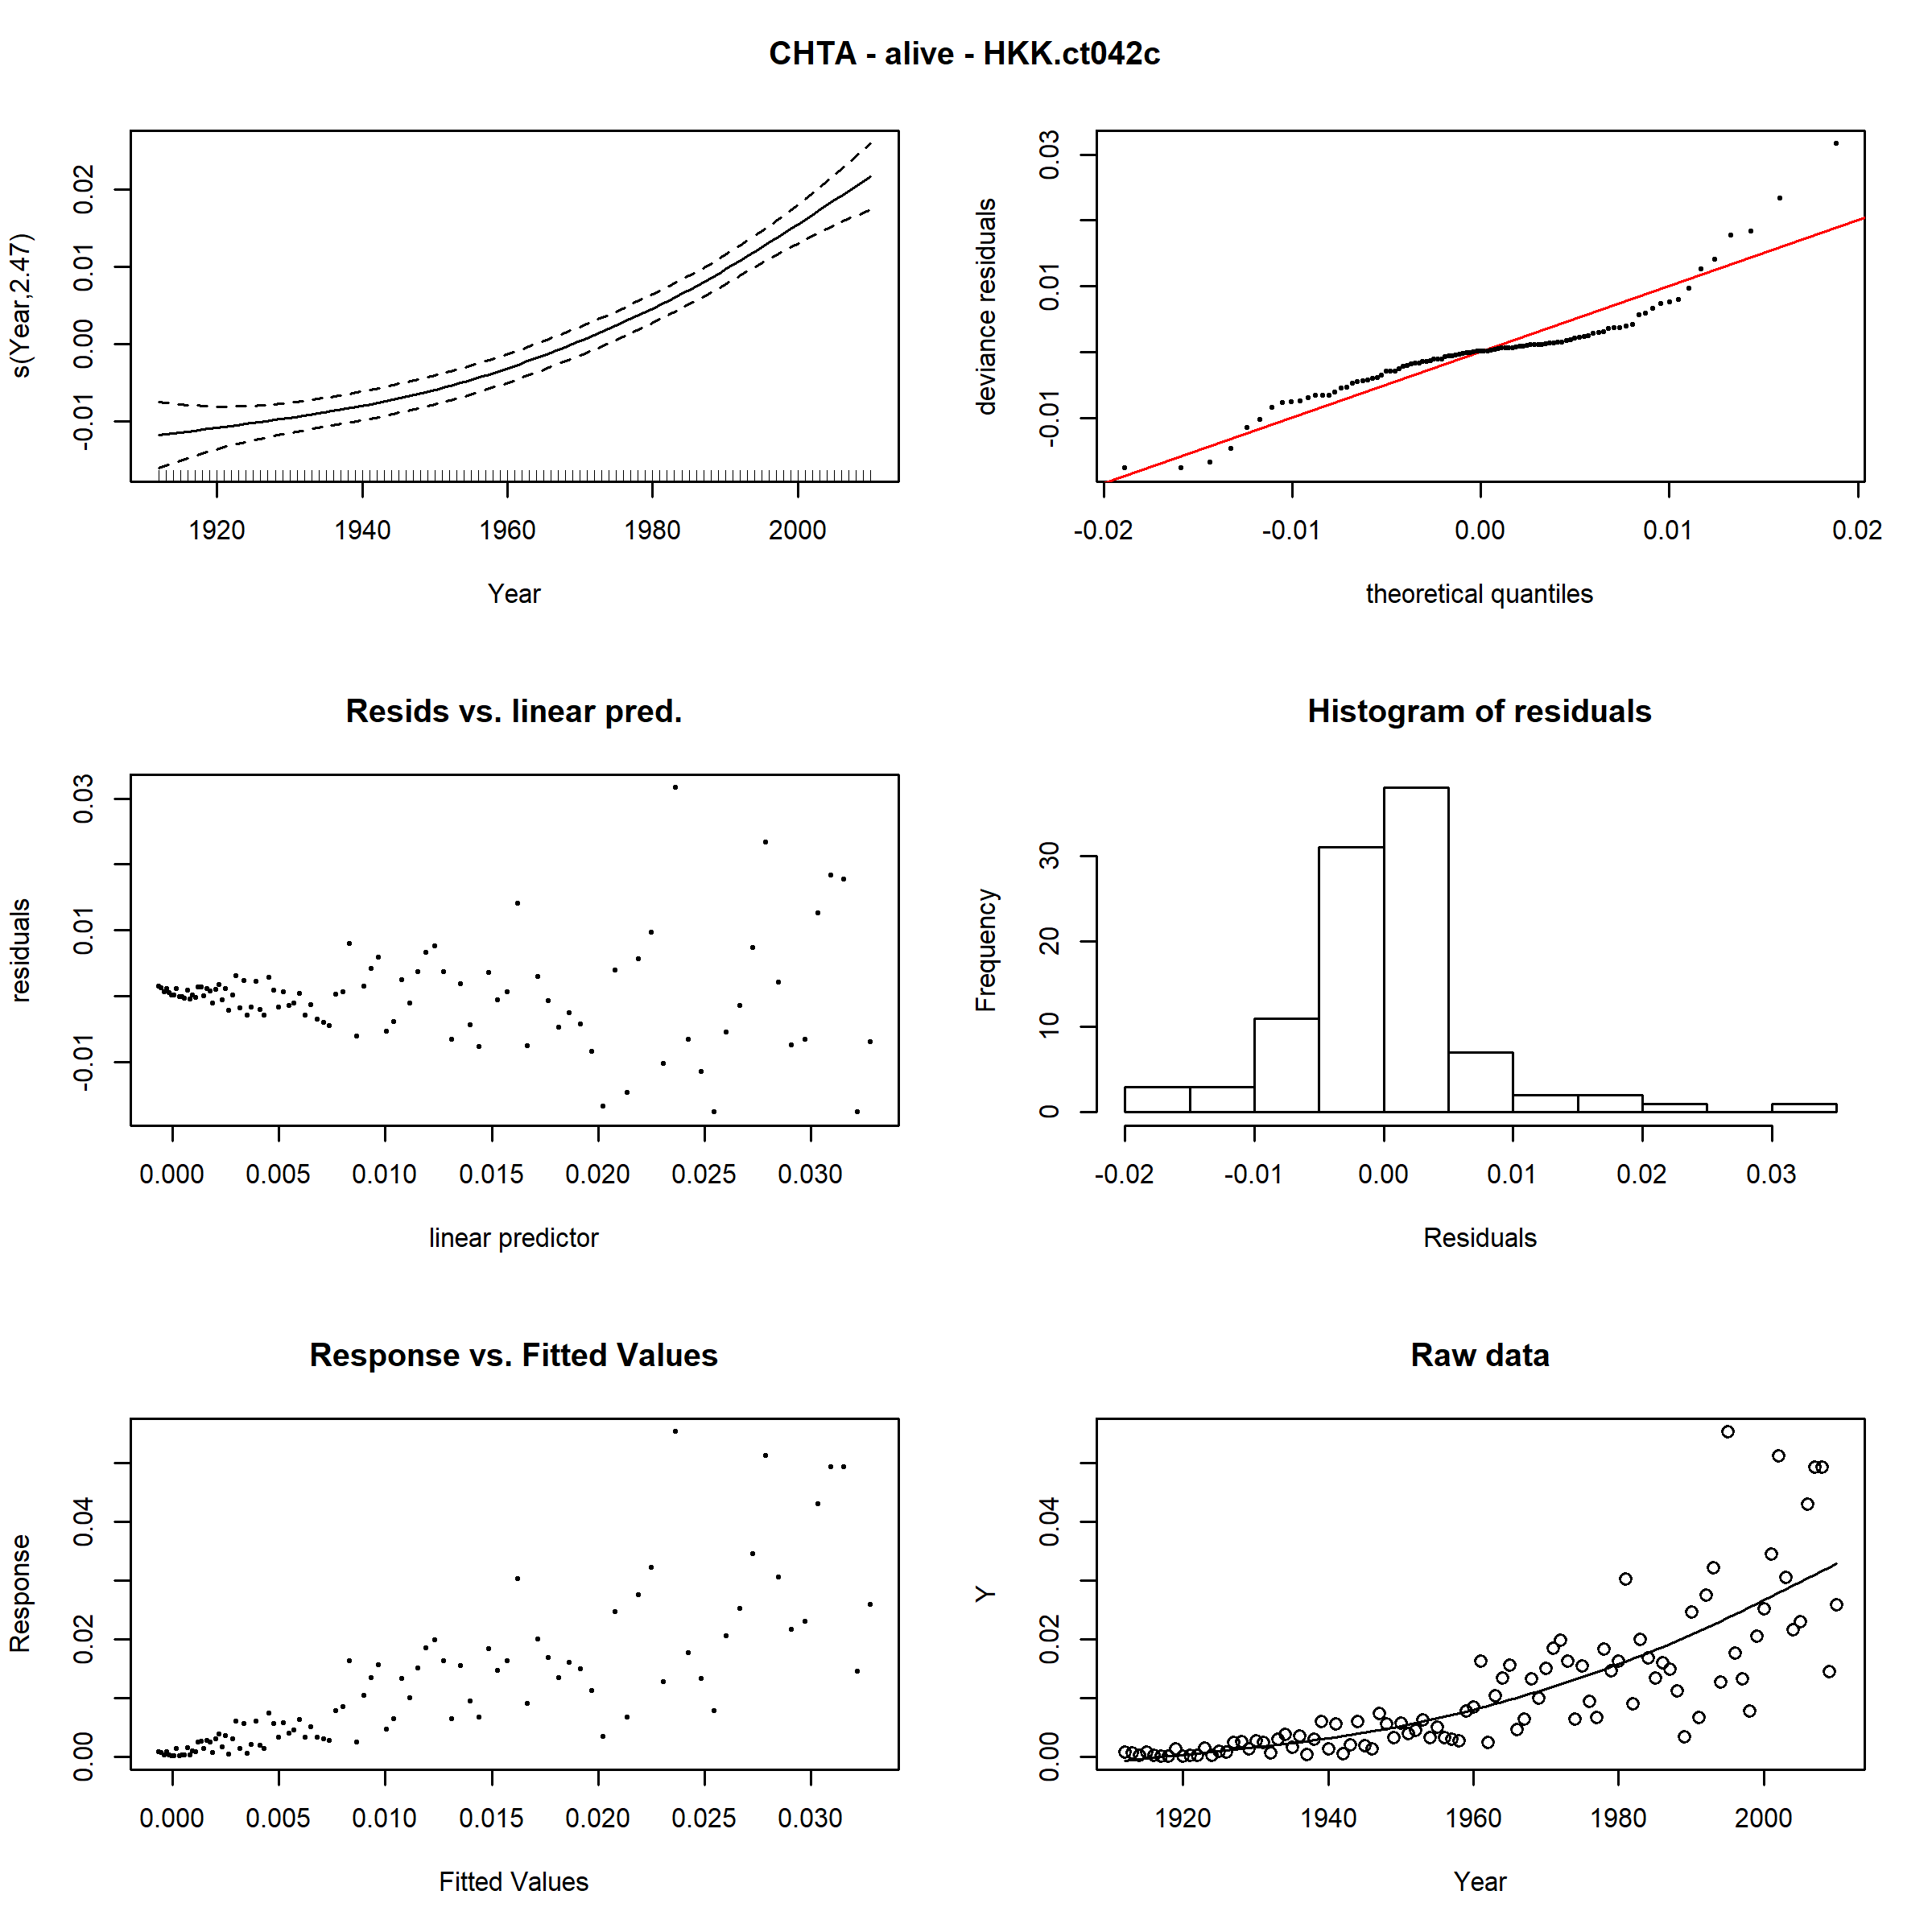 CHTA - alive - HKK.ct042c
s(Year,2.47)
-0.01 0.00 0.01 0.02
1920 1940 1960 1980 2000
Year
deviance residuals
-0.01 0.01 0.03
-0.02 -0.01 0.00 0.01 0.02
theoretical quantiles
Resids vs. linear pred.
residuals
-0.01 0.01 0.03
0.000 0.005 0.010 0.015 0.020 0.025 0.030
linear predictor
Histogram of residuals
Frequency
0 10 20 30
-0.02 -0.01 0.00 0.01 0.02 0.03
Residuals
Response vs. Fitted Values
Response
0.00 0.02 0.04
0.000 0.005 0.010 0.015 0.020 0.025 0.030
Fitted Values
Raw data
Y
0.00 0.02 0.04
1920 1940 1960 1980 2000
Year